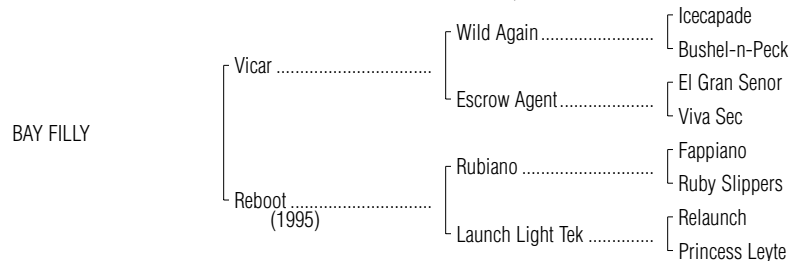 Icecapade
Wild Again......................
Bushel-n-Peck
Vicar ...............................
El Gran Senor
Escrow Agent..................
Viva Sec
BAY FILLY
Fappiano
Rubiano .........................
Ruby Slippers
Reboot ............................
(1995)
Relaunch
Launch Light Tek .............
Princess Leyte